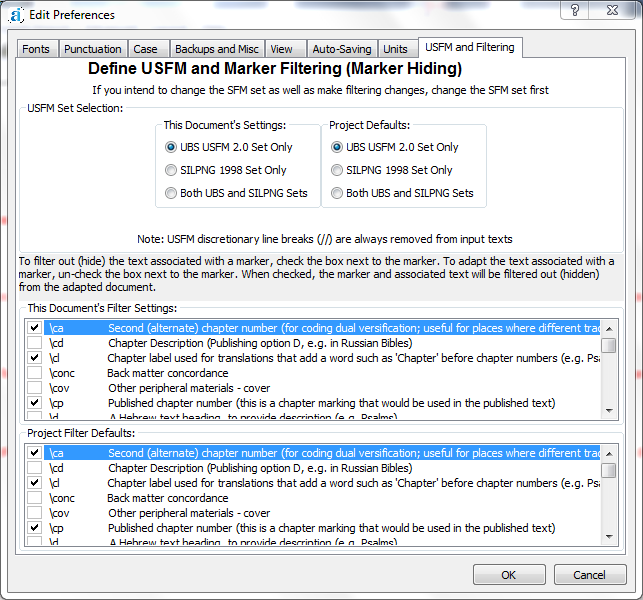 Edit Preferences
Fonts Punctuation Case Backups and Misc View Auto-Saving Units USFM and Filtering
Define USFM and Marker Filtering (Marker Hiding)
If you intend to change the SFM set as well as make filtering changes, change the SFM set first
USFM Set Selection:
This Document's Settings: Project Defaults:
UBS USFM 2.0 Set Only UBS USFM 2.0 Set Only
SILPNG 1998 Set Only SILPNG 1998 Set Only
Both UBS and SILPNG Sets Both UBS and SILPNG Sets
Note: USFM discretionary line breaks (//) are always removed from input texts
To filter out (hide) the text associated with a marker, check the box next to the marker. To adapt the text associated with a
marker, un-check the box next to the marker. When checked, the marker and associated text will be filtered out (hidden)
from the adapted document.
This Document's Filter Settings:
\ca Second (alternate) chapter number (for coding dual versification; useful for places where different trac
\cd Chapter Description (Publishing option D, e.g. in Russian Bibles)
\cl Chapter label used for translations that add a word such as 'Chapter' before chapter numbers (e.g. Psa
\conc Back matter concordance
\cov Other peripheral materials - cover
\cp Published chapter number (this is a chapter marking that would be used in the published text)
\d A Hebrew text heading, to provide description (e.g. Psalms)
Project Filter Defaults:
\ca Second (alternate) chapter number (for coding dual versification; useful for places where different trac
\cd Chapter Description (Publishing option D, e.g. in Russian Bibles)
\cl Chapter label used for translations that add a word such as 'Chapter' before chapter numbers (e.g. Psa
\conc Back matter concordance
\cov Other peripheral materials - cover
\cp Published chapter number (this is a chapter marking that would be used in the published text)
\d A Hebrew text heading, to provide description (e.g. Psalms)
OK Cancel